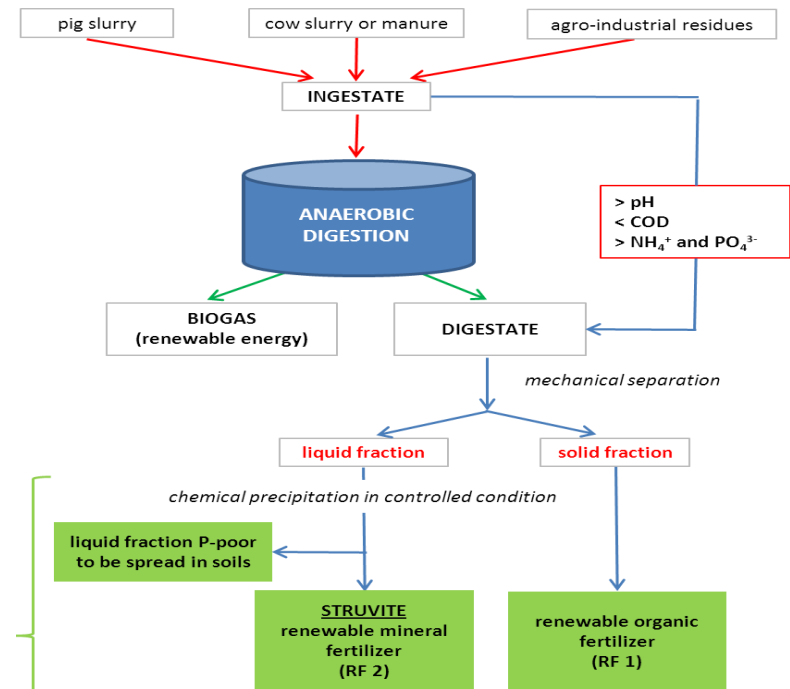 pig slurry
cow slurry or manure
agro-industrial residues
INGESTATE
ANAEROBIC
DIGESTION
> pH
< COD
> NH₄⁺ and PO₄³⁻
BIOGAS
(renewable energy)
DIGESTATE
mechanical separation
liquid fraction
solid fraction
chemical precipitation in controlled condition
liquid fraction P-poor
to be spread in soils
STRUVITE
renewable mineral
fertilizer
(RF 2)
renewable organic
fertilizer
(RF 1)